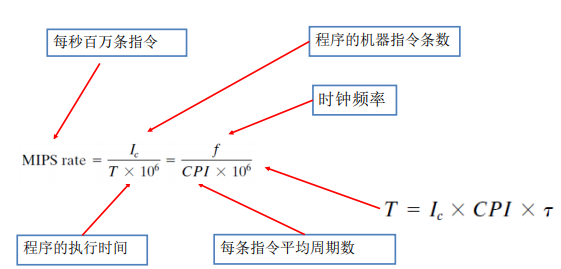 每秒百万条指令
程序的机器指令条数
时钟频率
MIPS rate = I_c / (T × 10^6) = f / (CPI × 10^6)
T = I_c × CPI × τ
程序的执行时间
每条指令平均周期数